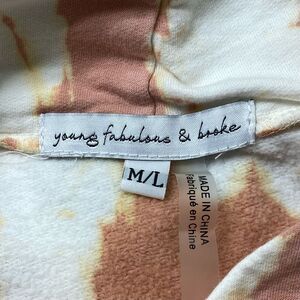 young fabulous & broke
M/L
MADE IN CHINA
Fabriqué en Chine